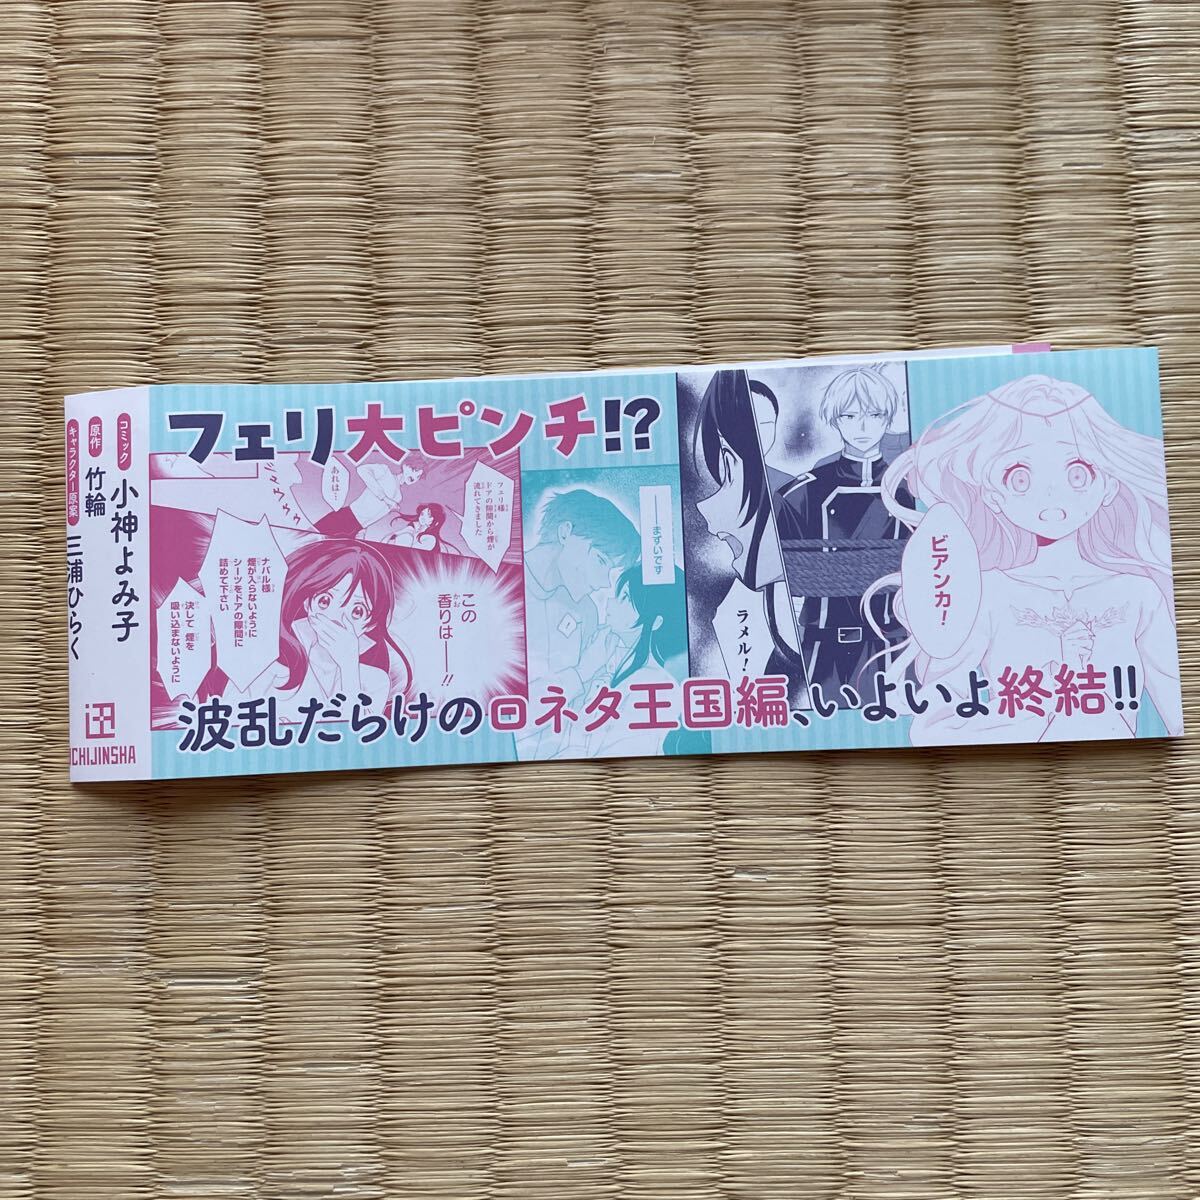 コミック 小神よみ子
原作 竹輪
キャラクター原案 三浦ひらく
ICHIJINSHA
フェリ大ピンチ!?
フェリ様
ドアの隙間から煙が
流れてきました
あれは…
この
香りは——!!
ナバル様
煙が入らないように
シーツをドアの隙間に
詰めて下さい
決して 煙を
吸い込まないように
——まずいです
ラメル!
ビアンカ!
波乱だらけのロネタ王国編、いよいよ終結!!